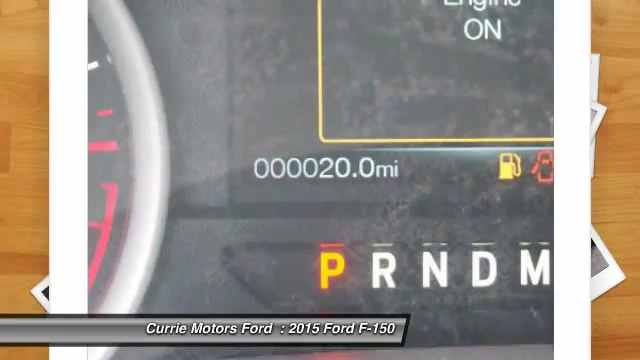 Engine
ON
000020.0mi
P R N D M
Currie Motors Ford : 2015 Ford F-150